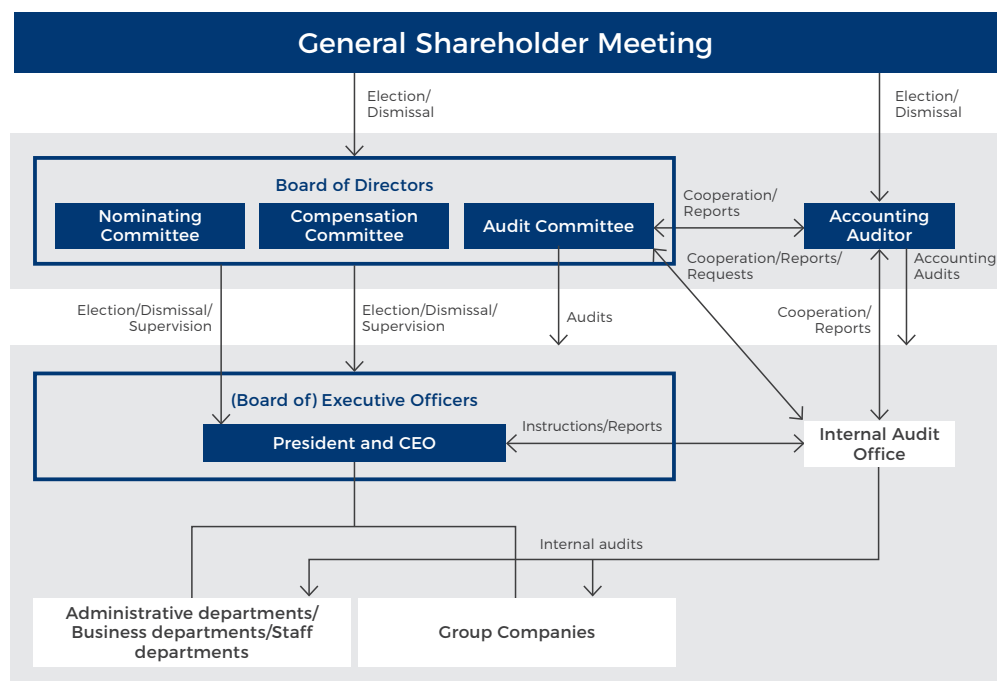 General Shareholder Meeting
Election/
Dismissal
Election/
Dismissal
Board of Directors
Nominating
Committee
Compensation
Committee
Audit Committee
Cooperation/
Reports
Accounting
Auditor
Cooperation/Reports/
Requests
Accounting
Audits
Election/Dismissal/
Supervision
Election/Dismissal/
Supervision
Audits
Cooperation/
Reports
(Board of) Executive Officers
President and CEO
Instructions/Reports
Internal Audit
Office
Internal audits
Administrative departments/
Business departments/Staff
departments
Group Companies